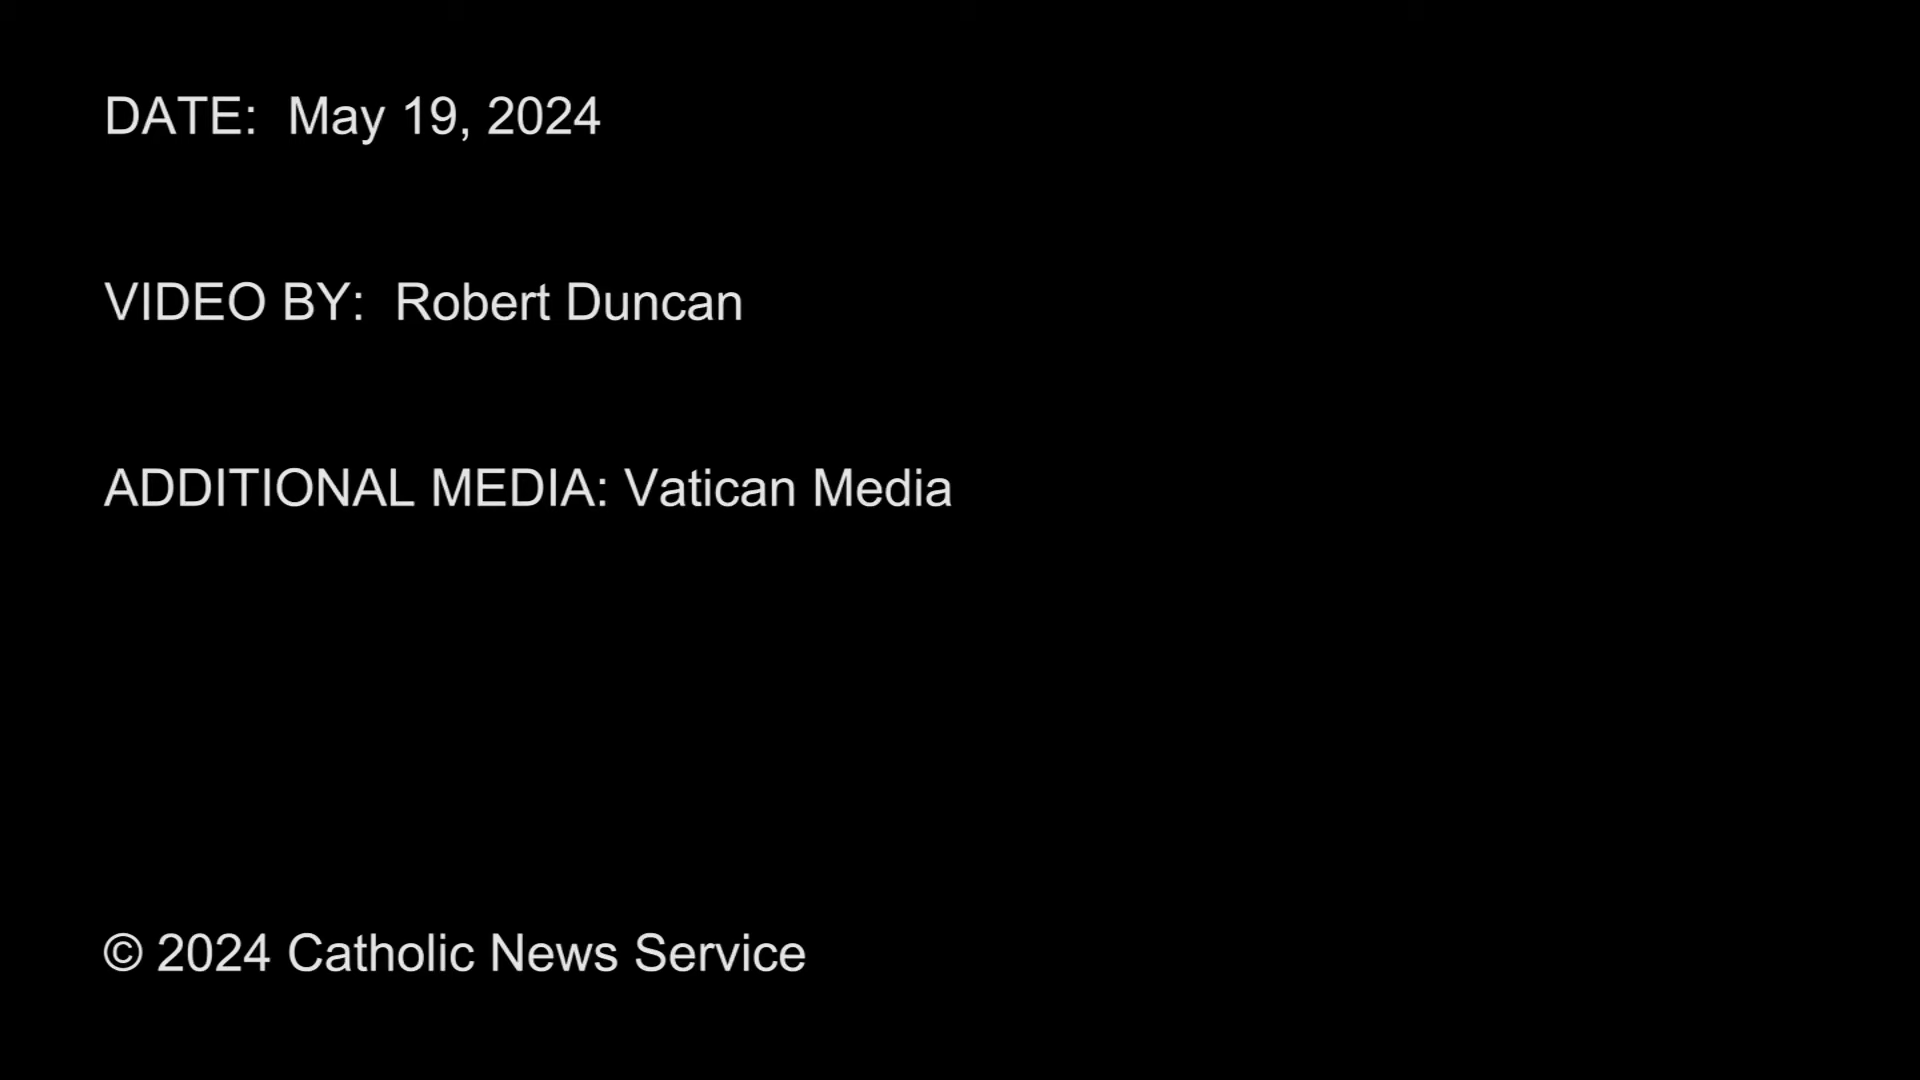 DATE:  May 19, 2024
VIDEO BY:  Robert Duncan
ADDITIONAL MEDIA: Vatican Media
© 2024 Catholic News Service